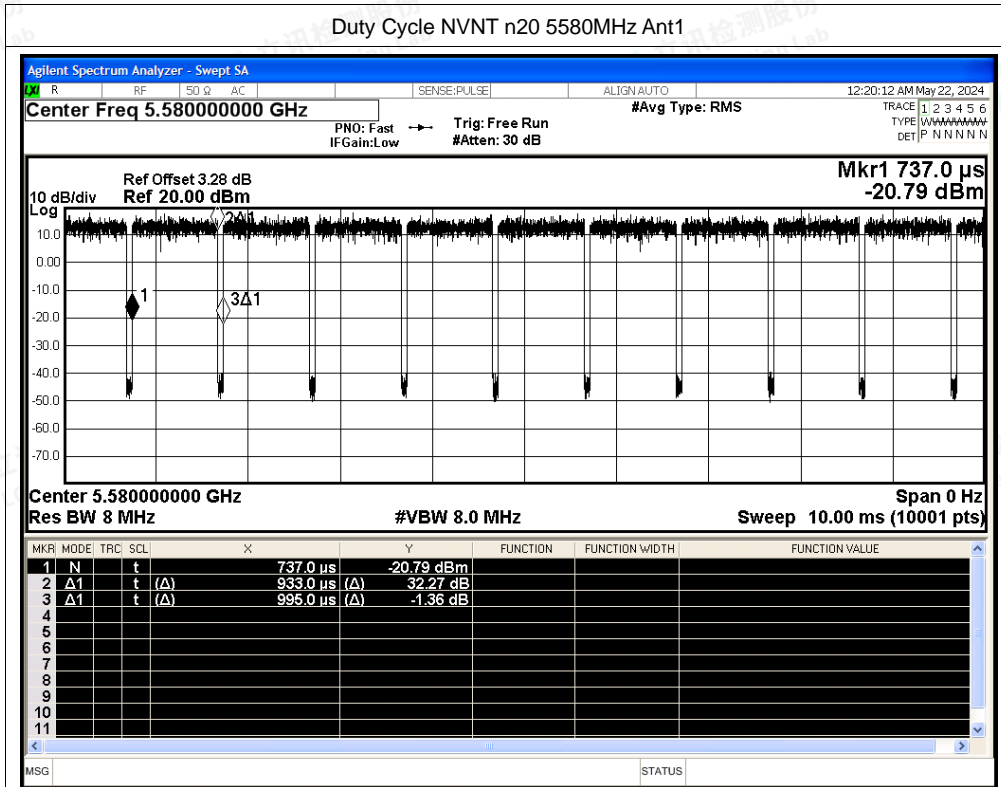 Duty Cycle NVNT n20 5580MHz Ant1
Agilent Spectrum Analyzer - Swept SA
LXI R RF 50 Ω AC SENSE:PULSE ALIGN AUTO 12:20:12 AM May 22, 2024
Center Freq 5.580000000 GHz #Avg Type: RMS TRACE 1 2 3 4 5 6
PNO: Fast Trig: Free Run TYPE WWWWWW
IFGain:Low #Atten: 30 dB DET P N N N N N
Mkr1 737.0 µs
Ref Offset 3.28 dB
10 dB/div Ref 20.00 dBm -20.79 dBm
Log
2Δ1
10.0
0.00
-10.0
1 3Δ1
-20.0
-30.0
-40.0
-50.0
-60.0
-70.0
Center 5.580000000 GHz Span 0 Hz
Res BW 8 MHz #VBW 8.0 MHz Sweep 10.00 ms (10001 pts)
MKR MODE TRC SCL X Y FUNCTION FUNCTION WIDTH FUNCTION VALUE
1 N t 737.0 µs -20.79 dBm
2 Δ1 t (Δ) 933.0 µs (Δ) 32.27 dB
3 Δ1 t (Δ) 995.0 µs (Δ) -1.36 dB
4
5
6
7
8
9
10
11
MSG STATUS